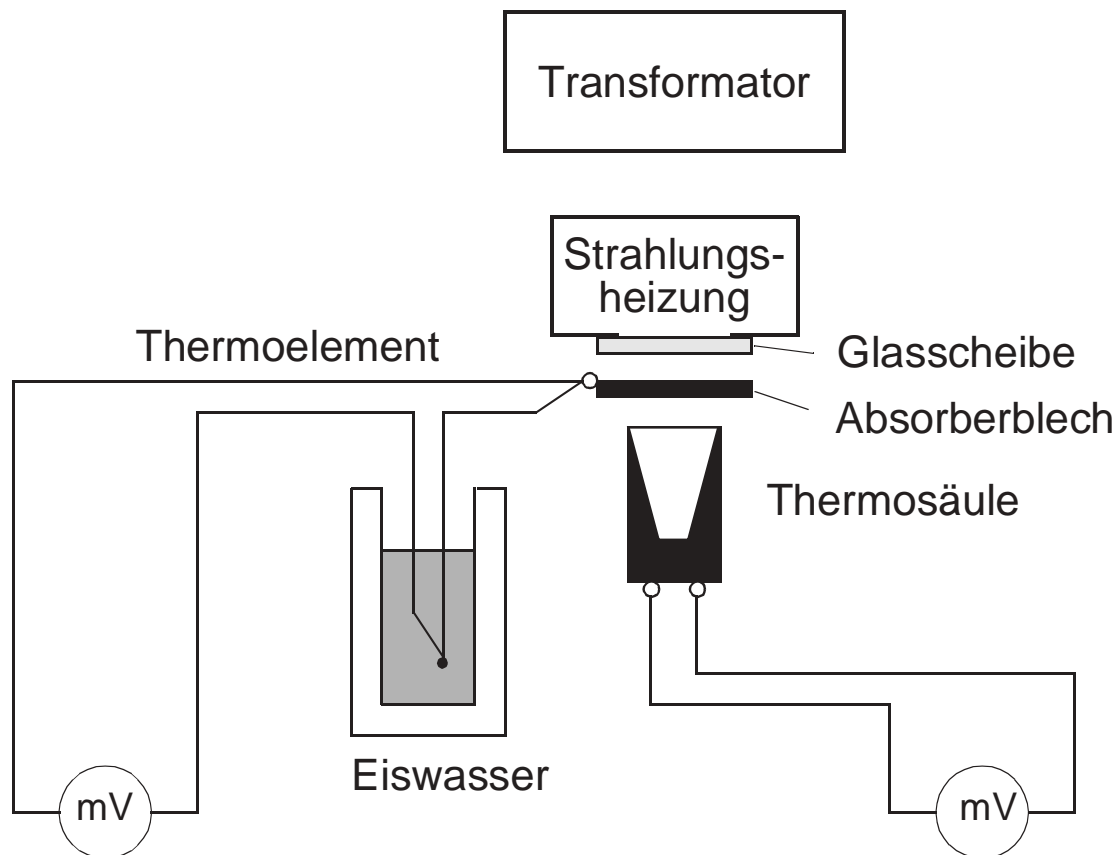 Transformator
Strahlungs-
heizung
Thermoelement
Glasscheibe
Absorberblech
Thermosäule
Eiswasser
mV
mV